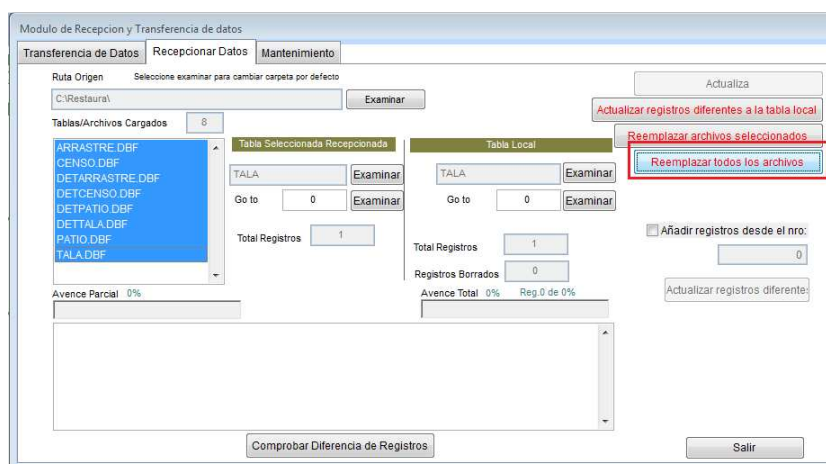 Modulo de Recepcion y Transferencia de datos
Transferencia de Datos Recepcionar Datos Mantenimiento
Ruta Origen Seleccione examinar para cambiar carpeta por defecto
C:\Restaura\ Examinar
Tablas/Archivos Cargados 8
ARRASTRE.DBF
CENSO.DBF
DETARRASTRE.DBF
DETCENSO.DBF
DETPATIO.DBF
DETTALA.DBF
PATIO.DBF
TALA.DBF
Tabla Seleccionada Recepcionada
TALA Examinar
Go to 0 Examinar
Total Registros 1
Tabla Local
TALA Examinar
Go to 0 Examinar
Total Registros 1
Registros Borrados 0
Actualiza
Actualizar registros diferentes a la tabla local
Reemplazar archivos seleccionados
Reemplazar todos los archivos
Añadir registros desde el nro:
0
Actualizar registros diferente
Avence Parcial 0%
Avence Total 0% Reg.0 de 0%
Comprobar Diferencia de Registros
Salir